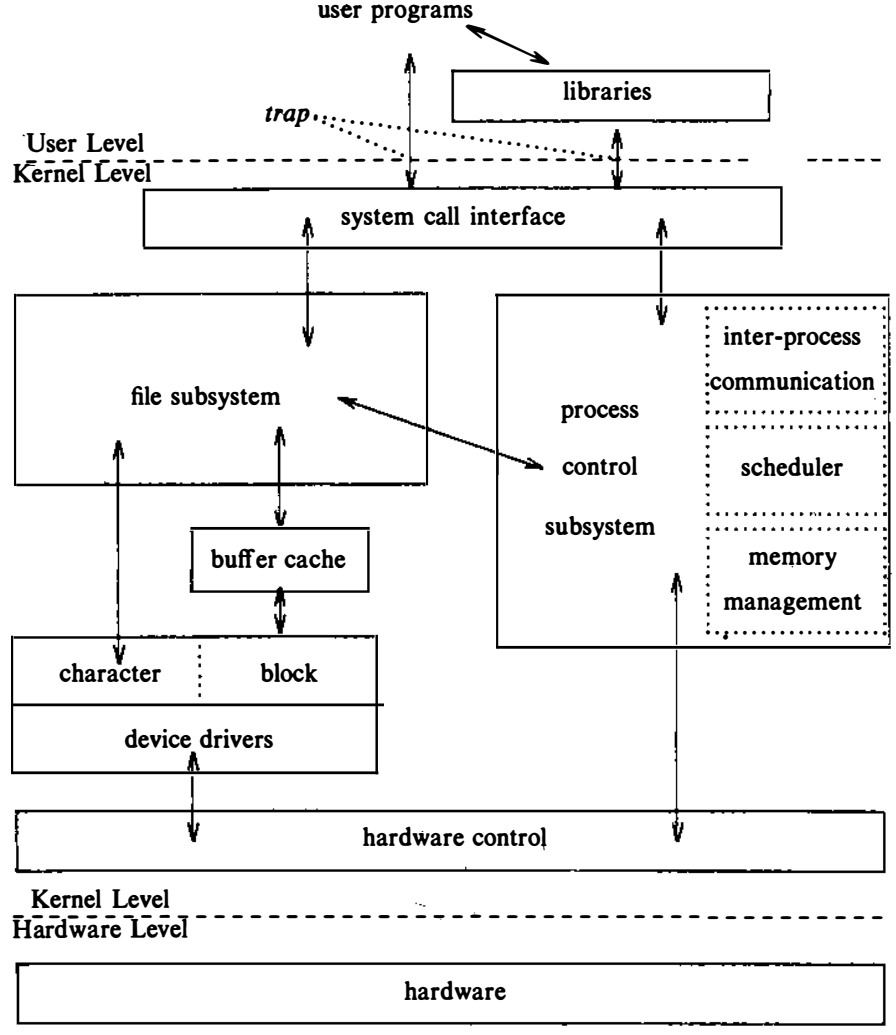 user programs
libraries
trap
User Level
Kernel Level
system call interface
file subsystem
inter-process
communication
process
control
subsystem
scheduler
memory
management
buffer cache
character
block
device drivers
hardware control
Kernel Level
Hardware Level
hardware